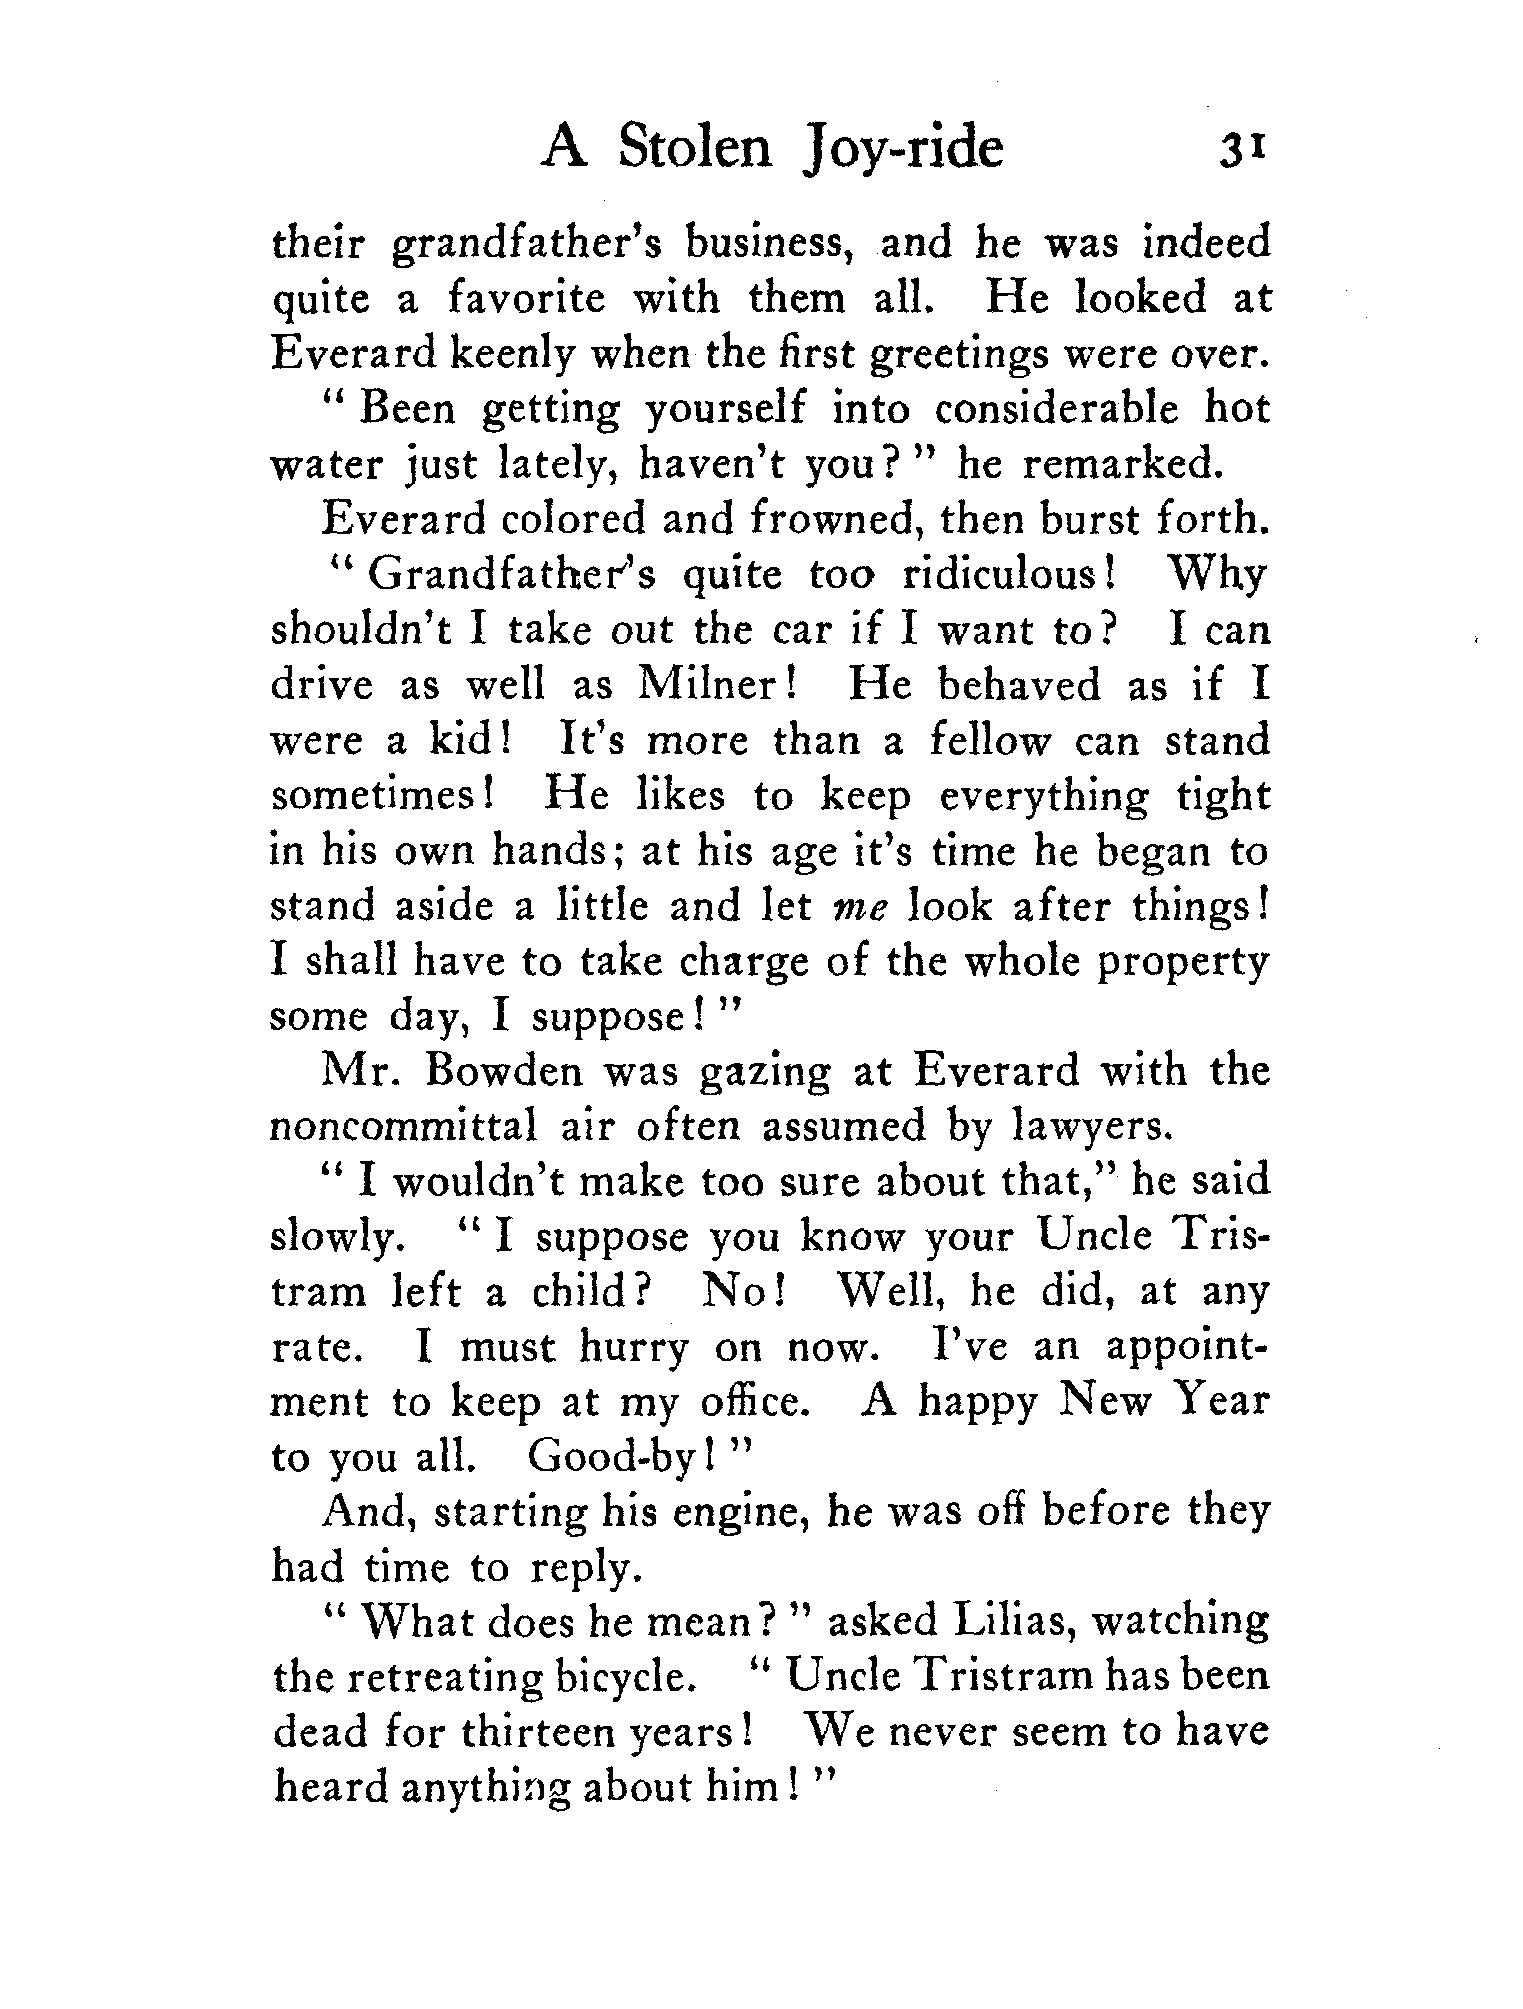 A Stolen Joy-ride 31
their grandfather's business, and he was indeed
quite a favorite with them all. He looked at
Everard keenly when the first greetings were over.
" Been getting yourself into considerable hot
water just lately, haven't you? " he remarked.
Everard colored and frowned, then burst forth.
" Grandfather's quite too ridiculous! Why
shouldn't I take out the car if I want to? I can
drive as well as Milner! He behaved as if I
were a kid! It's more than a fellow can stand
sometimes! He likes to keep everything tight
in his own hands; at his age it's time he began to
stand aside a little and let me look after things!
I shall have to take charge of the whole property
some day, I suppose! "
Mr. Bowden was gazing at Everard with the
noncommittal air often assumed by lawyers.
" I wouldn't make too sure about that," he said
slowly. " I suppose you know your Uncle Tris-
tram left a child? No! Well, he did, at any
rate. I must hurry on now. I've an appoint-
ment to keep at my office. A happy New Year
to you all. Good-by! "
And, starting his engine, he was off before they
had time to reply.
" What does he mean? " asked Lilias, watching
the retreating bicycle. " Uncle Tristram has been
dead for thirteen years! We never seem to have
heard anything about him! "